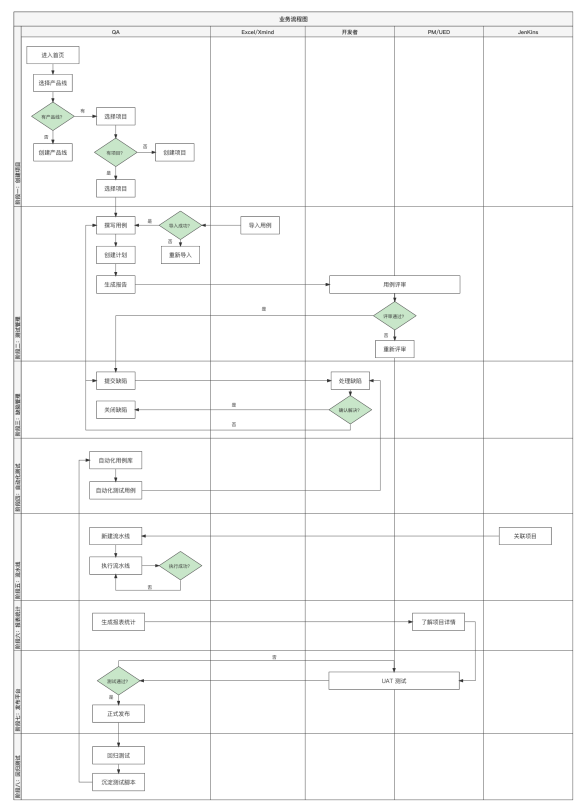 业务流程图
QA
Excel/Xmind
开发者
PM/UED
JenKins
阶段一：创建项目
进入首页
选择产品线
有产品线?
有
选择项目
否
创建产品线
有项目?
否
创建项目
是
选择项目
阶段二：测试管理
撰写用例
是
导入成功?
导入用例
否
创建计划
重新导入
生成报告
用例评审
是
评审通过?
否
重新评审
阶段三：缺陷管理
提交缺陷
处理缺陷
关闭缺陷
是
确认解决?
否
阶段四：自动化测试
自动化用例库
自动化测试用例
阶段五：流水线
新建流水线
关联项目
执行流水线
执行成功?
否
阶段六：报表统计
生成报表统计
了解项目详情
阶段七：发布平台
否
测试通过?
UAT 测试
是
正式发布
阶段八：回归测试
回归测试
沉淀测试脚本